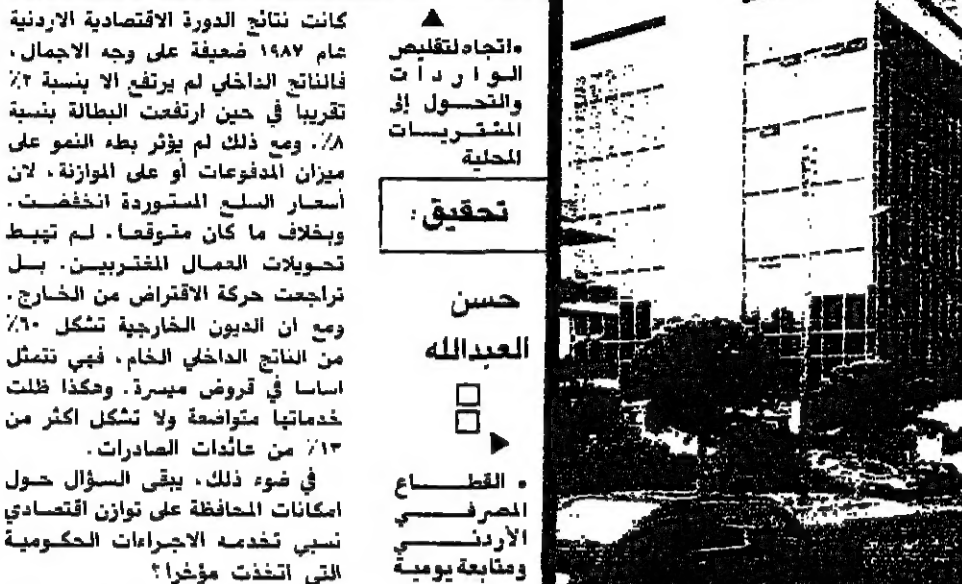 كانت نتائج الدورة الاقتصادية الاردنية
عام ١٩٨٧ ضعيفة على وجه الاجمال،
فالناتج الداخلي لم يرتفع الا بنسبة ٢٪
تقريبا في حين ارتفعت البطالة بنسبة
٨٪. ومع ذلك لم يؤثر بطء النمو على
ميزان المدفوعات أو على الموازنة، لان
أسعار السلع المستوردة انخفضت.
وبخلاف ما كان متوقعا. لم تهبط
تحويلات العمال المغتربين. بل
تراجعت حركة الاقتراض من الخارج.
ومع ان الديون الخارجية تشكل ٦٠٪
من الناتج الداخلي الخام، فهي تتمثل
اساسا في قروض ميسرة. وهكذا ظلت
خدماتها متواضعة ولا تشكل اكثر من
١٣٪ من عائدات الصادرات.
في ضوء ذلك، يبقى السؤال حول
امكانات المحافظة على توازن اقتصادي
نسبي تخدمه الاجراءات الحكومية
التي اتخذت مؤخرا؟
• اتجاه لتقليص
الواردات
والتحول إلى
المشتريسات
المحلية
تحقيق:
حسن
العبدالله
• القطاع
المصرفي
الأردني
ومتابعة يومية